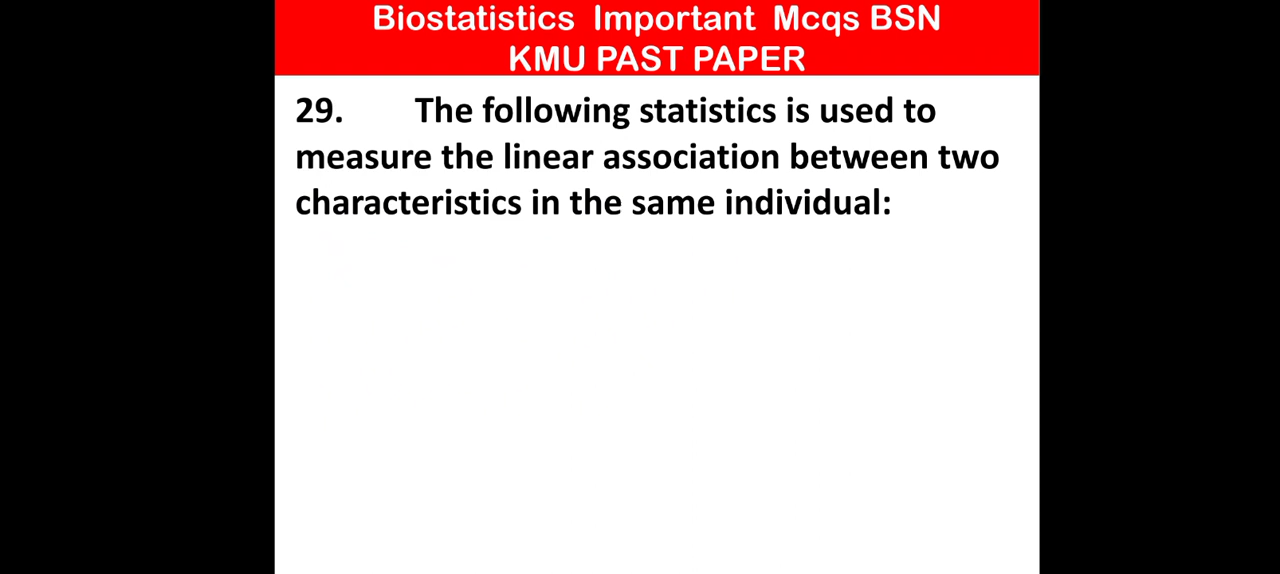 Biostatistics Important Mcqs BSN
KMU PAST PAPER
29. The following statistics is used to
measure the linear association between two
characteristics in the same individual: